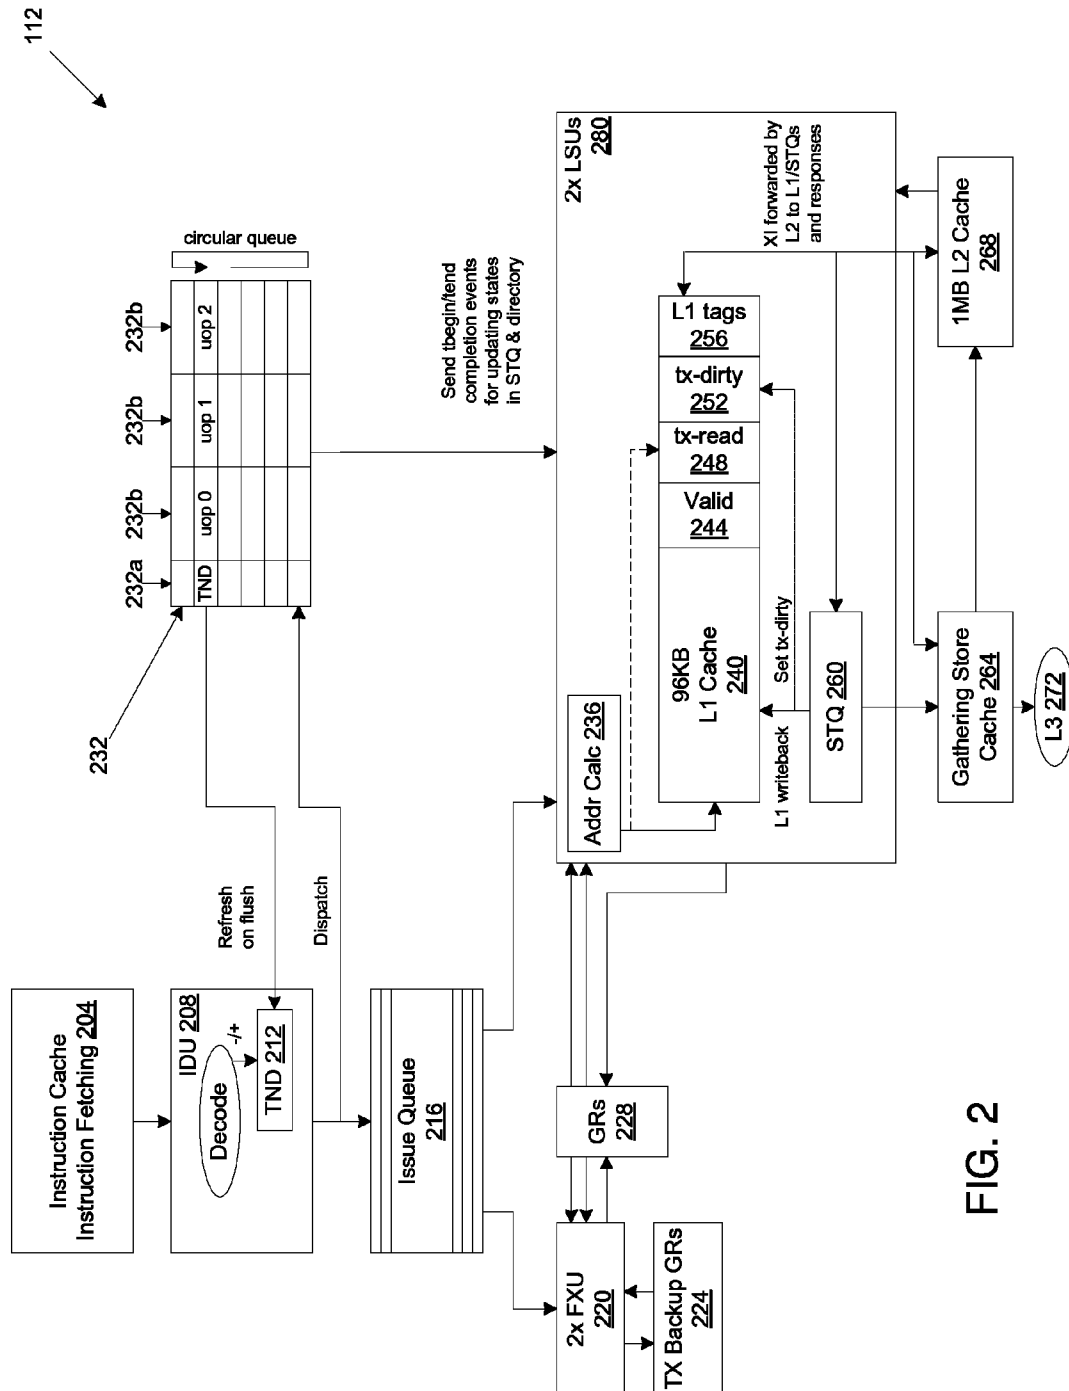 112
Instruction Cache
Instruction Fetching 204
IDU 208
Decode
-/+
TND 212
Refresh
on flush
Dispatch
232
232a
232b
232b
232b
TND
uop 0
uop 1
uop 2
circular queue
Issue Queue
216
Send tbegin/tend
completion events
for updating states
in STQ & directory
2x FXU
220
TX Backup GRs
224
GRs
228
2x LSUs
280
Addr Calc 236
96KB
L1 Cache
240
Valid
244
tx-read
248
tx-dirty
252
L1 tags
256
L1 writeback
Set tx-dirty
STQ 260
XI forwarded by
L2 to L1/STQs
and responses
Gathering Store
Cache 264
1MB L2 Cache
268
L3 272
FIG. 2